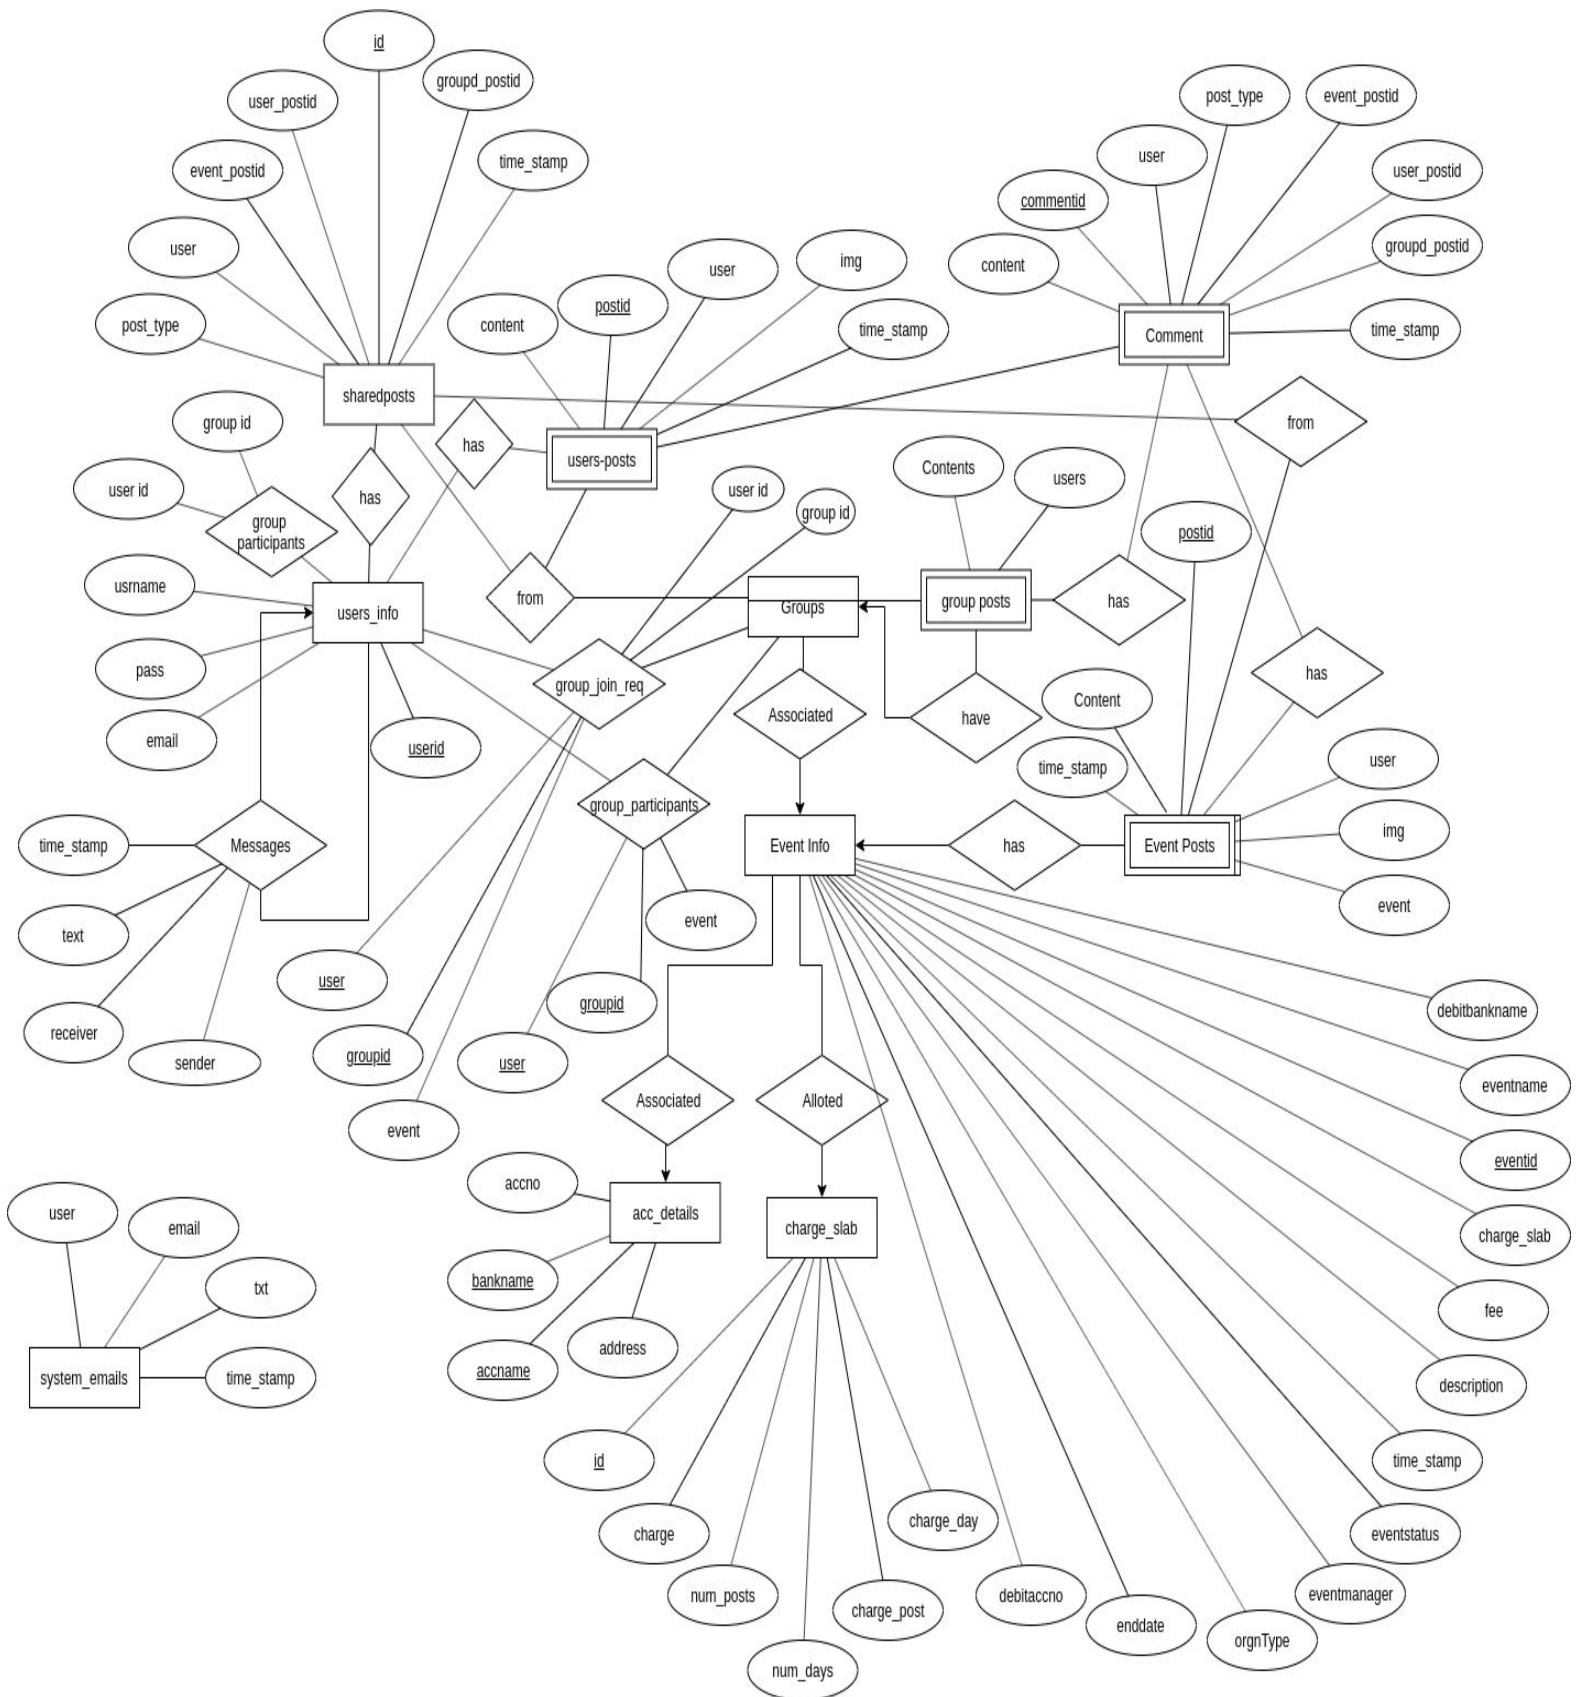 id
groupd_postid
user_postid
time_stamp
event_postid
user
post_type
sharedposts
post_type
event_postid
user
user_postid
commentid
groupd_postid
content
time_stamp
Comment
user
img
postid
content
time_stamp
users-posts
has
from
group id
user id
group
participants
has
usrname
users_info
pass
email
userid
user id
group id
from
Groups
group_join_req
Contents
users
group posts
has
have
postid
has
Content
time_stamp
user
img
event
Event Posts
has
Associated
Event Info
group_participants
event
groupid
user
user
groupid
event
time_stamp
Messages
text
receiver
sender
Associated
Alloted
accno
acc_details
bankname
accname
address
charge_slab
id
charge
num_posts
num_days
charge_post
charge_day
debitbankname
eventname
eventid
charge_slab
fee
description
time_stamp
eventstatus
eventmanager
orgnType
enddate
debitaccno
user
email
txt
system_emails
time_stamp